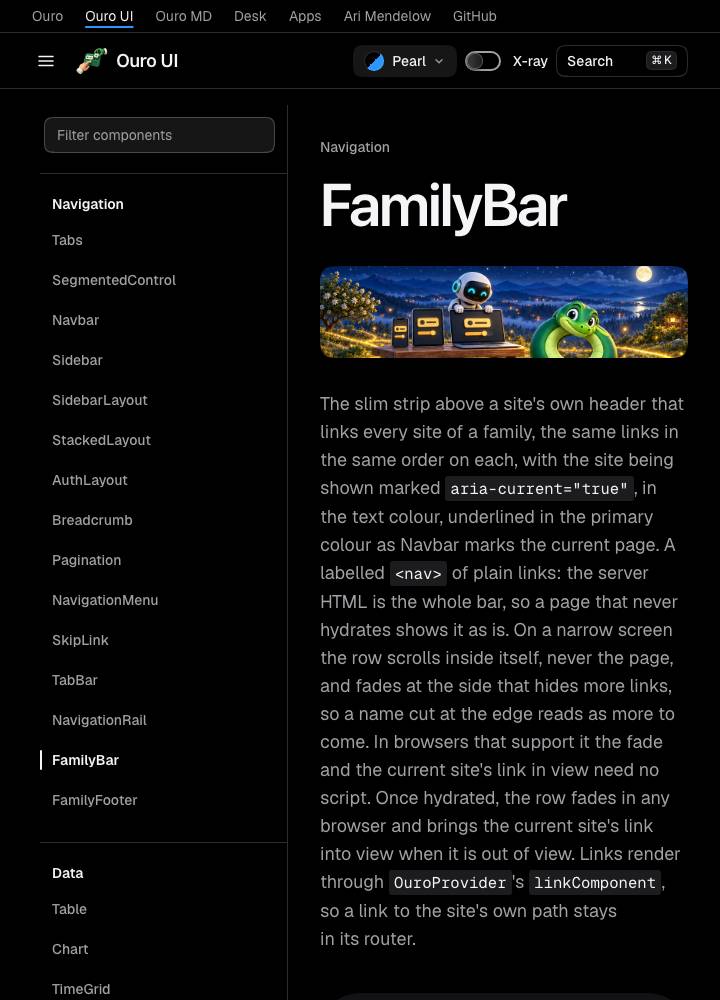 Ouro Ouro UI Ouro MD Desk Apps Ari Mendelow GitHub
Ouro UI Pearl X-ray Search ⌘ K
Filter components
Navigation
Tabs
SegmentedControl
Navbar
Sidebar
SidebarLayout
StackedLayout
AuthLayout
Breadcrumb
Pagination
NavigationMenu
SkipLink
TabBar
NavigationRail
FamilyBar
FamilyFooter
Data
Table
Chart
TimeGrid
Navigation
FamilyBar
The slim strip above a site's own header that
links every site of a family, the same links in
the same order on each, with the site being
shown marked aria-current="true", in
the text colour, underlined in the primary
colour as Navbar marks the current page. A
labelled <nav> of plain links: the server
HTML is the whole bar, so a page that never
hydrates shows it as is. On a narrow screen
the row scrolls inside itself, never the page,
and fades at the side that hides more links,
so a name cut at the edge reads as more to
come. In browsers that support it the fade
and the current site's link in view need no
script. Once hydrated, the row fades in any
browser and brings the current site's link
into view when it is out of view. Links render
through OuroProvider's linkComponent,
so a link to the site's own path stays
in its router.